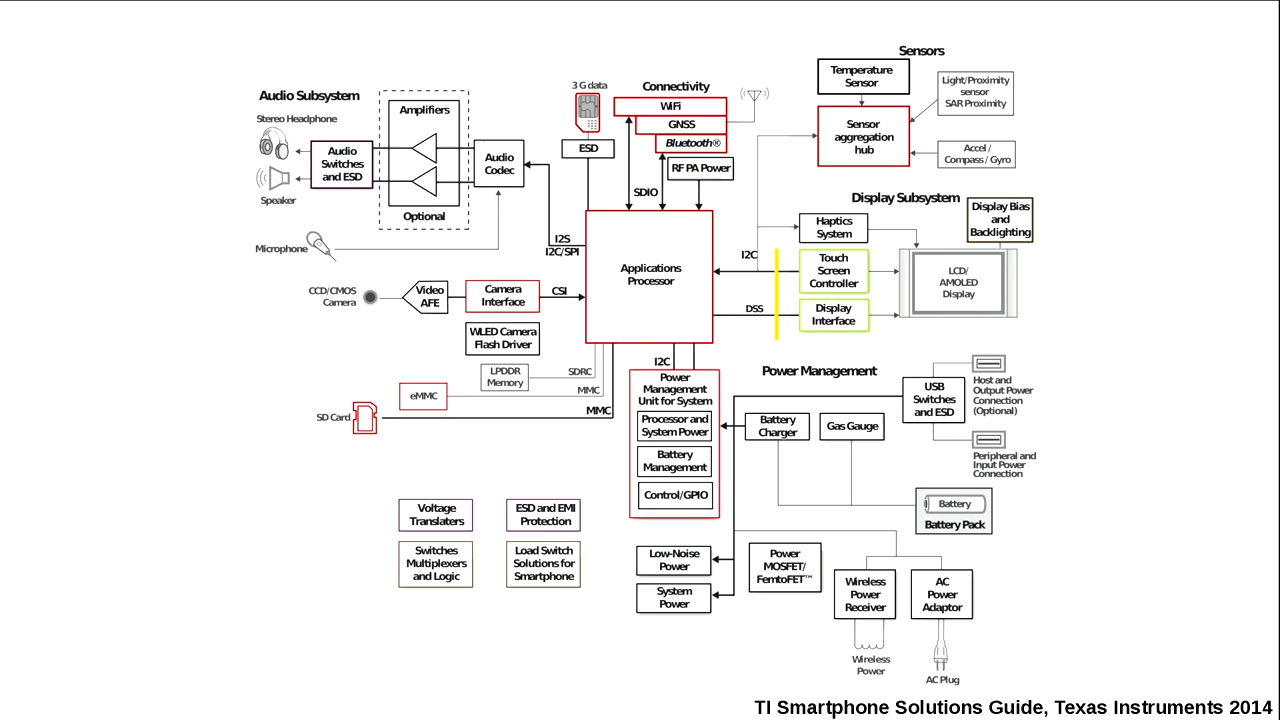 Sensors
Temperature
Sensor
Light/Proximity
sensor
SAR Proximity
Sensor
aggregation
hub
Accel /
Compass / Gyro
3 G data
Connectivity
WiFi
GNSS
Bluetooth®
RF PA Power
ESD
SDIO
Audio Subsystem
Stereo Headphone
Amplifiers
Audio
Switches
and ESD
Audio
Codec
Speaker
Optional
Microphone
I2S
I2C/SPI
Display Subsystem
Display Bias
and
Backlighting
Haptics
System
I2C
Touch
Screen
Controller
LCD/
AMOLED
Display
DSS
Display
Interface
Applications
Processor
CCD/CMOS
Camera
Video
AFE
Camera
Interface
CSI
WLED Camera
Flash Driver
LPDDR
Memory
SDRC
eMMC
MMC
SD Card
MMC
I2C
Power
Management
Unit for System
Processor and
System Power
Battery
Management
Control/GPIO
Power Management
Battery
Charger
Gas Gauge
USB
Switches
and ESD
Host and
Output Power
Connection
(Optional)
Peripheral and
Input Power
Connection
Battery
Battery Pack
Voltage
Translaters
ESD and EMI
Protection
Switches
Multiplexers
and Logic
Load Switch
Solutions for
Smartphone
Low-Noise
Power
System
Power
Power
MOSFET/
FemtoFET™
Wireless
Power
Receiver
AC
Power
Adaptor
Wireless
Power
AC Plug
TI Smartphone Solutions Guide, Texas Instruments 2014